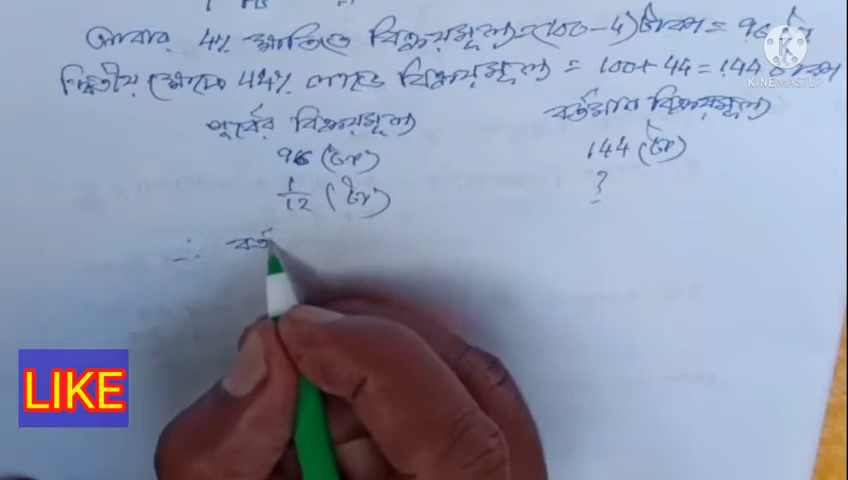 আবার 4% ক্ষতিতে বিক্রয়মূল্য = (100 - 4) টাকা = 96 টা
দ্বিতীয় ক্ষেত্রে 44% লাভে বিক্রয়মূল্য = 100 + 44 = 144 টাকা
KINEMASTER
পূর্বের বিক্রয়মূল্য বর্তমান বিক্রয়মূল্য
96 (টা) 144 (টা)
1/12 (টা) ?
∴ বর্ত
LIKE